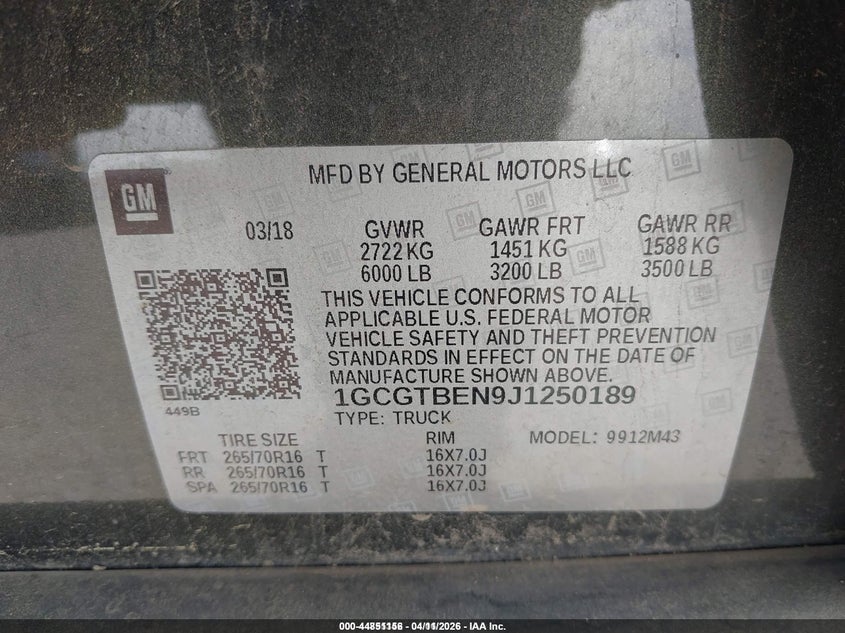 GM
MFD BY GENERAL MOTORS LLC
03/18 GVWR GAWR FRT GAWR RR
2722 KG 1451 KG 1588 KG
6000 LB 3200 LB 3500 LB
THIS VEHICLE CONFORMS TO ALL
APPLICABLE U.S. FEDERAL MOTOR
VEHICLE SAFETY AND THEFT PREVENTION
STANDARDS IN EFFECT ON THE DATE OF
MANUFACTURE SHOWN ABOVE.
449B
1GCGTBEN9J1250189
TYPE: TRUCK
TIRE SIZE RIM MODEL: 9912M43
FRT 265/70R16 T 16X7.0J
RR 265/70R16 T 16X7.0J
SPA 265/70R16 T 16X7.0J
- IAA Inc.